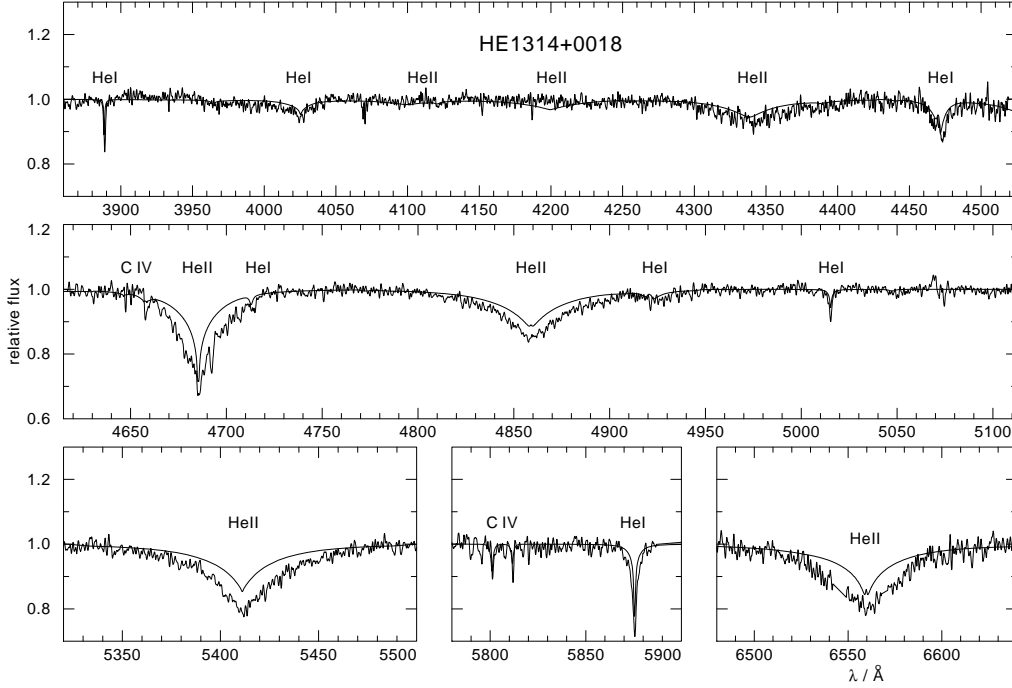 HE1314+0018
HeI HeI HeII HeII HeII HeI
1.2
1.0
0.8
3900 3950 4000 4050 4100 4150 4200 4250 4300 4350 4400 4450 4500
relative flux
C IV HeII HeI HeII HeI HeI
1.2
1.0
0.8
0.6
4650 4700 4750 4800 4850 4900 4950 5000 5050 5100
HeII
C IV HeI
HeII
1.2
1.0
0.8
5350 5400 5450 5500
5800 5850 5900
6500 6550 6600
λ / Å